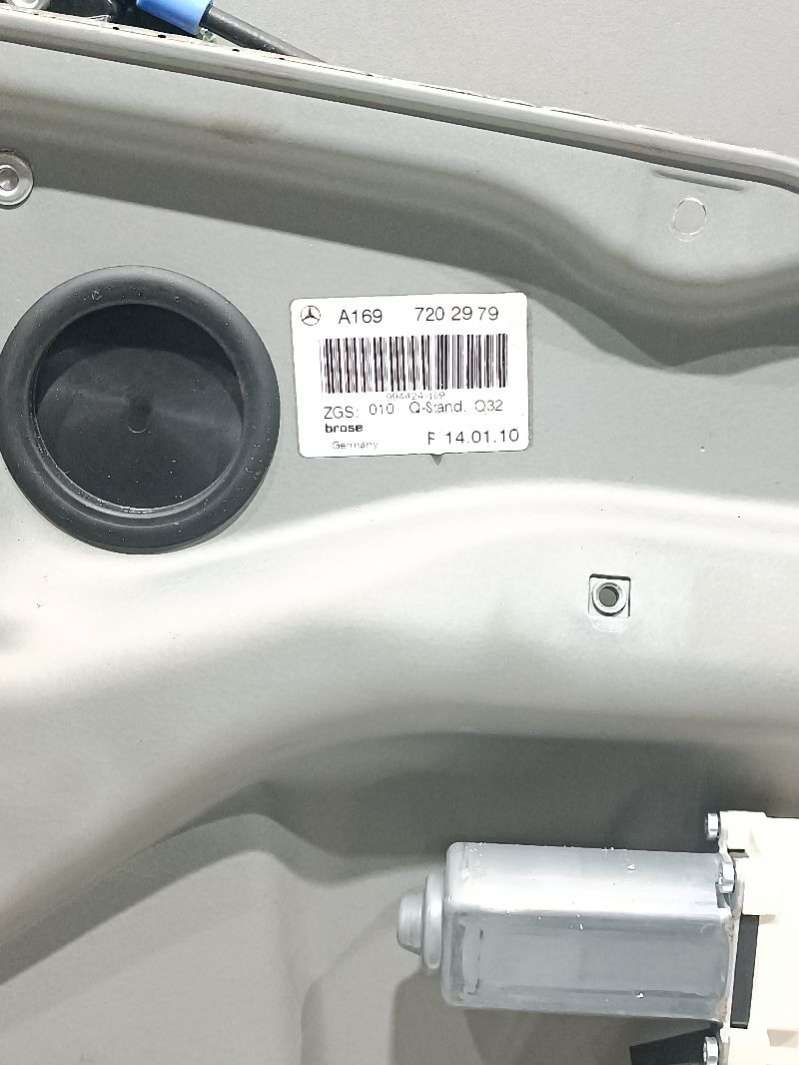 A169 720 29 79
ZGS: 010 Q-Stand. Q32
brose
Germany
F 14.01.10